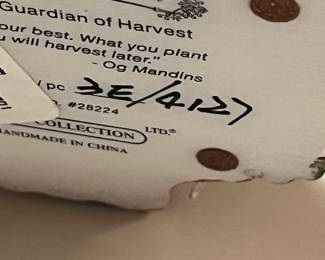 Guardian of Harvest
our best. What you plant
u will harvest later."
- Og Mandins
/ pc 3E/4127
#28224
COLLECTION LTD.®
HANDMADE IN CHINA